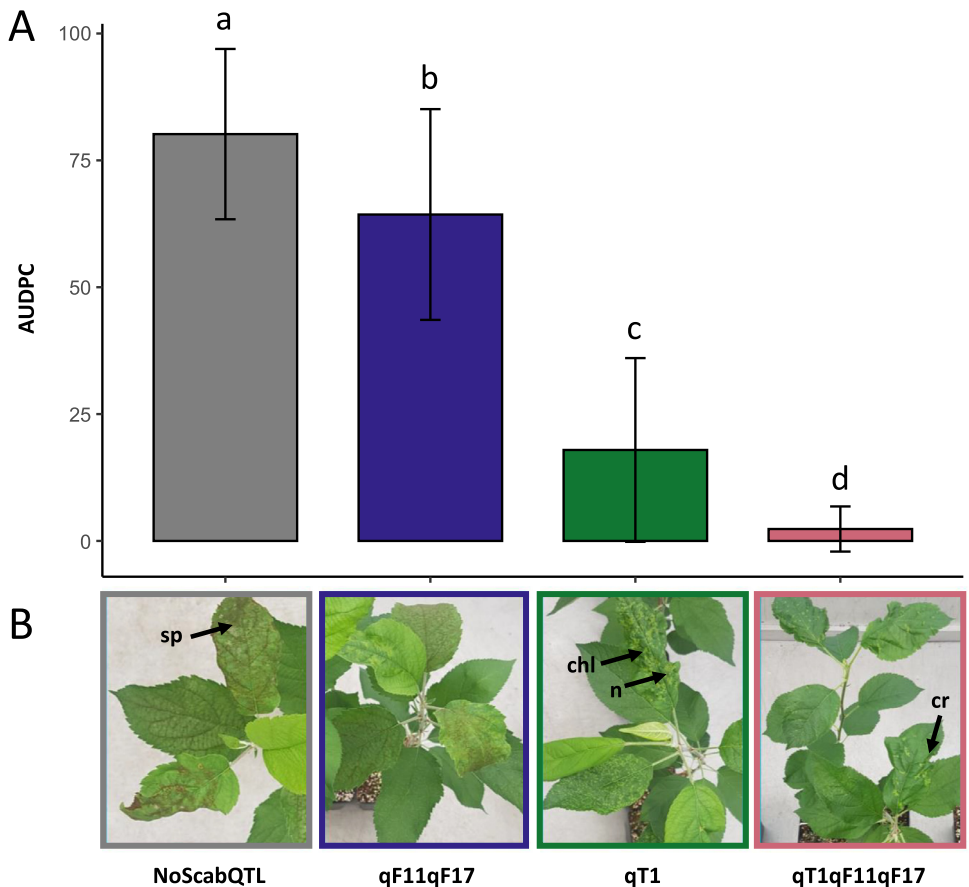 A
a
b
c
d
100
75
50
25
0
AUDPC
B
sp
chl
n
cr
NoScabQTL
qF11qF17
qT1
qT1qF11qF17